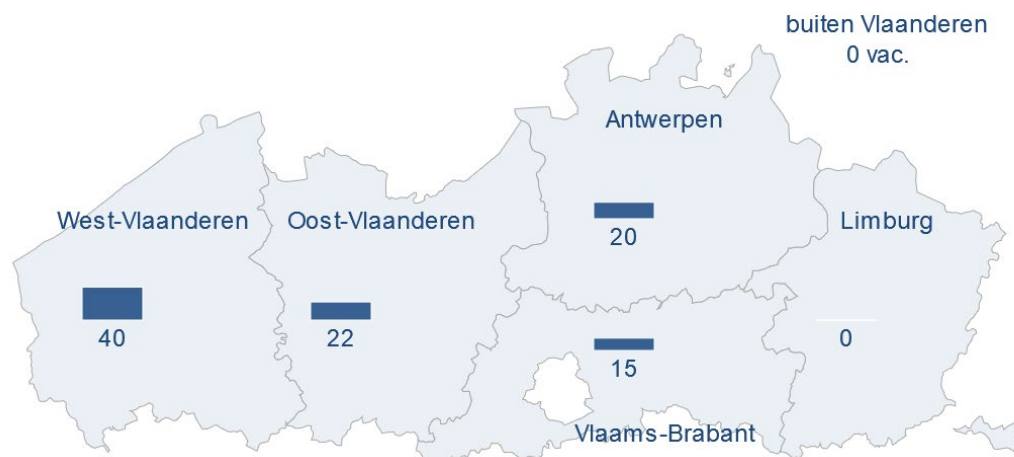 buiten Vlaanderen
0 vac.
Antwerpen
20
West-Vlaanderen
40
Oost-Vlaanderen
22
Limburg
0
15
Vlaams-Brabant